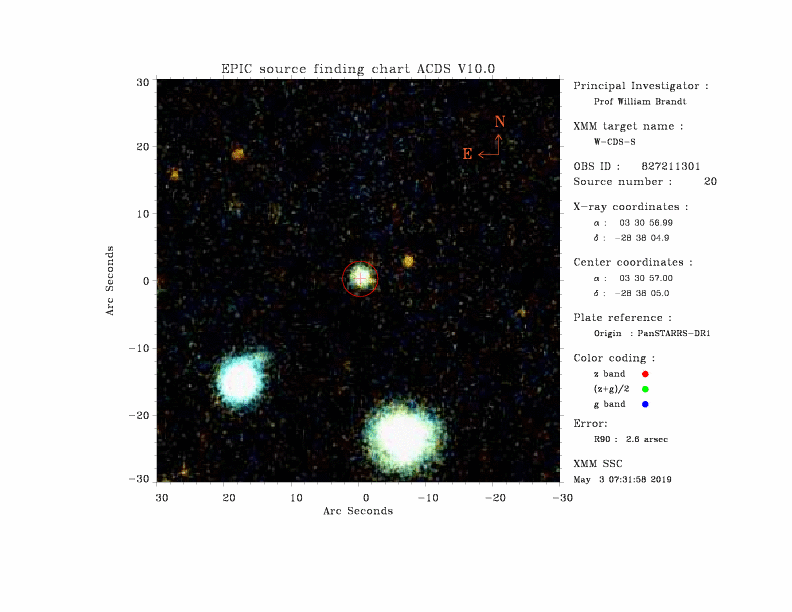 EPIC source finding chart ACDS V10.0
30
20
10
0
−10
−20
−30
Arc Seconds
30
20
10
0
−10
−20
−30
Arc Seconds
N
E
Principal Investigator :
Prof William Brandt
XMM target name :
W−CDS−S
OBS ID : 827211301
Source number : 20
X−ray coordinates :
α : 03 30 56.99
δ : −28 38 04.9
Center coordinates :
α : 03 30 57.00
δ : −28 38 05.0
Plate reference :
Origin : PanSTARRS−DR1
Color coding :
z band
(z+g)/2
g band
Error:
R90 : 2.6 arsec
XMM SSC
May 3 07:31:58 2019